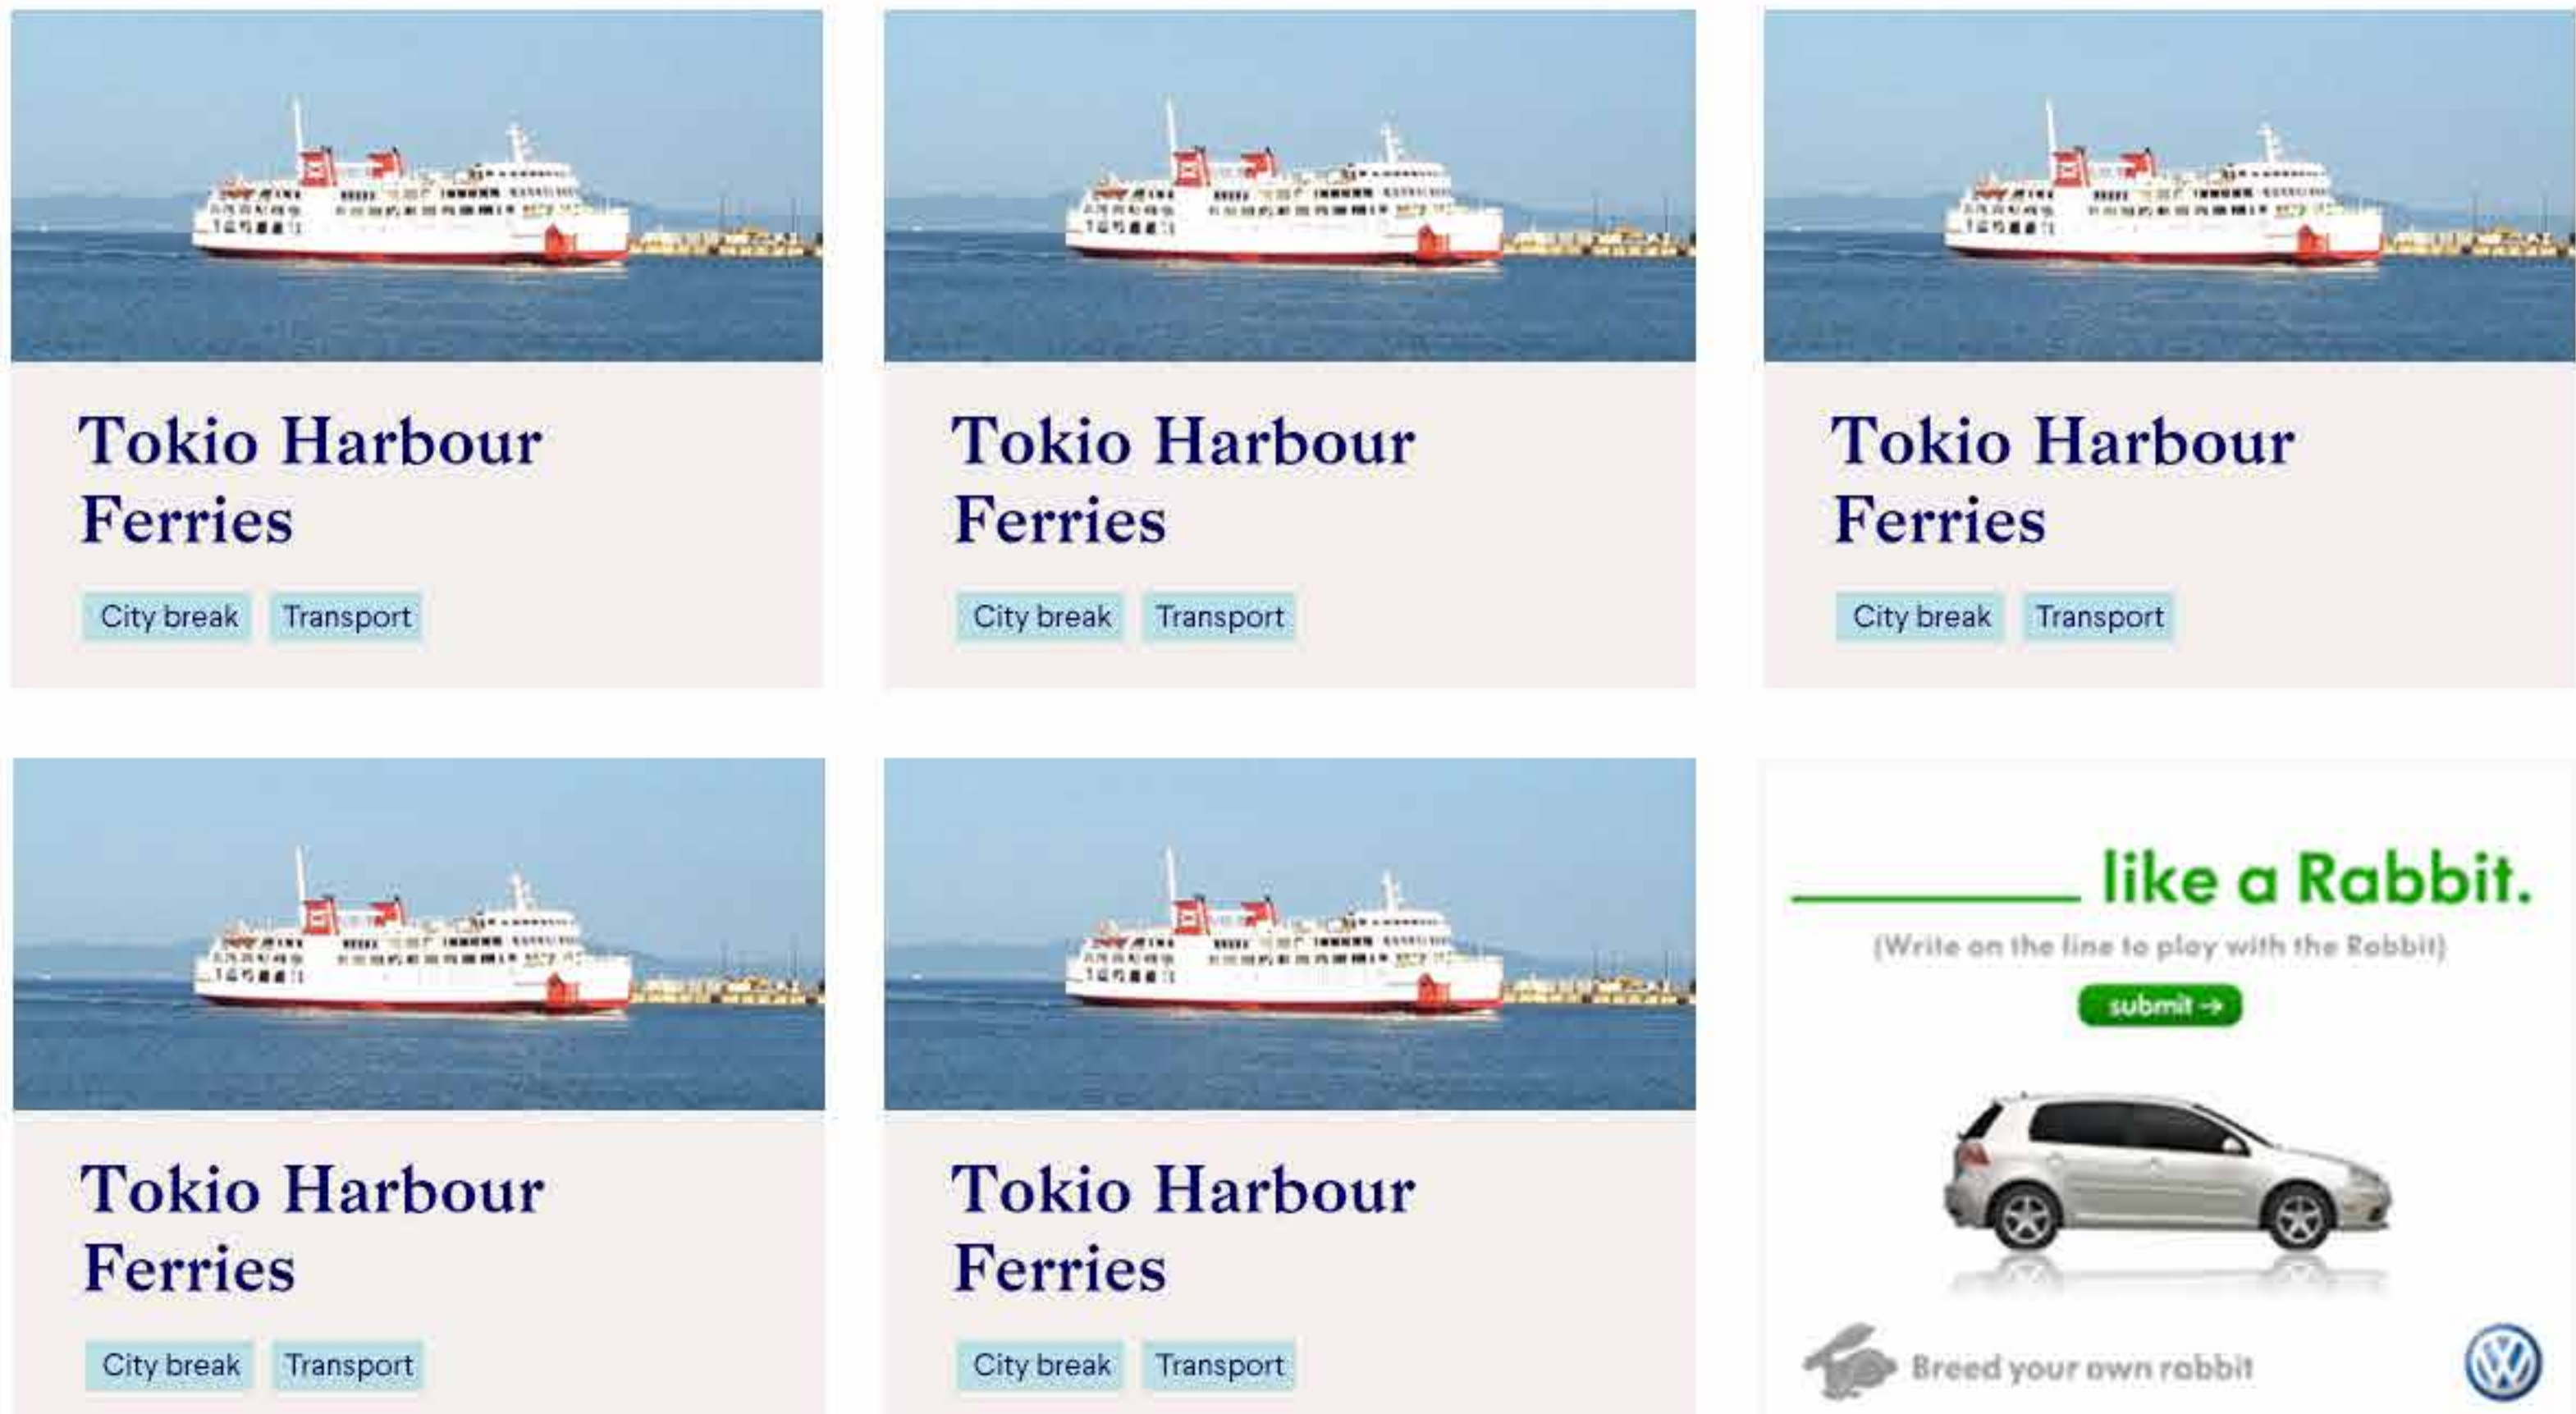 Tokio Harbour
Ferries
City break Transport
Tokio Harbour
Ferries
City break Transport
Tokio Harbour
Ferries
City break Transport
Tokio Harbour
Ferries
City break Transport
Tokio Harbour
Ferries
City break Transport
like a Rabbit.
(Write on the line to play with the Rabbit)
submit →
Breed your own rabbit